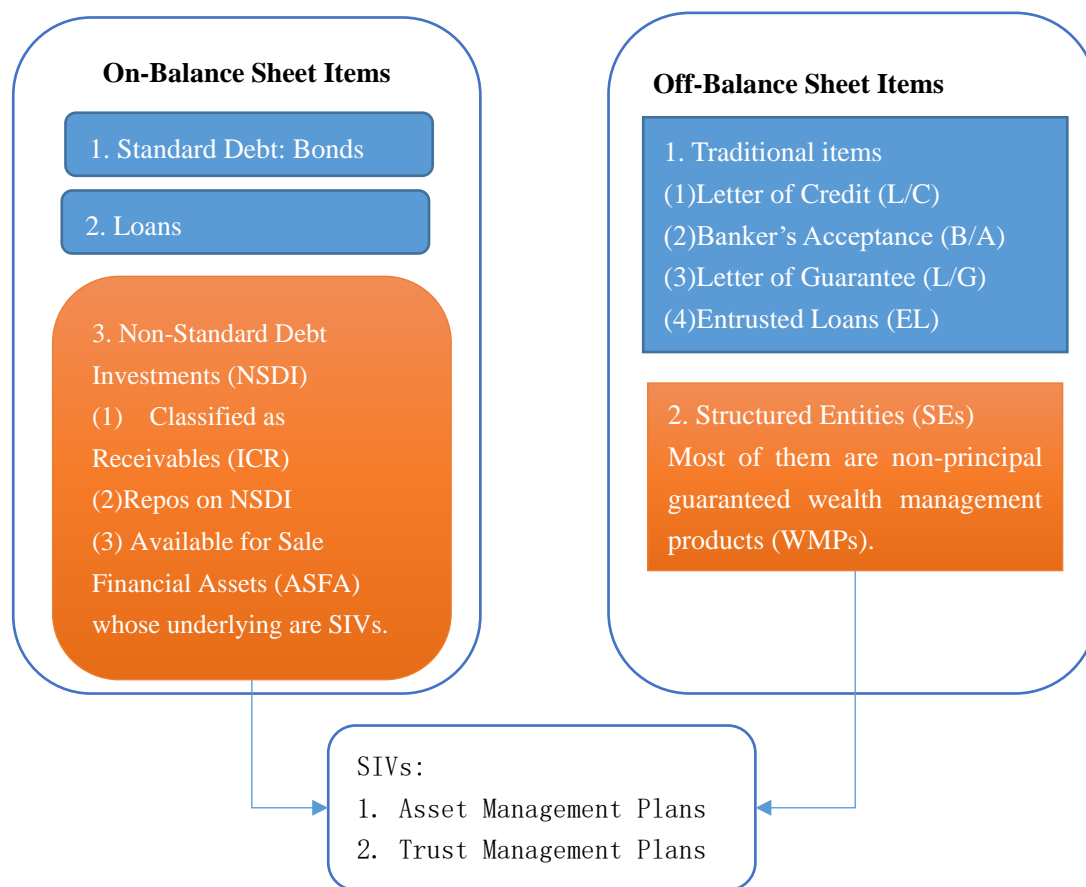 On-Balance Sheet Items
1. Standard Debt: Bonds
2. Loans
3. Non-Standard Debt
Investments (NSDI)
(1) Classified as
Receivables (ICR)
(2)Repos on NSDI
(3) Available for Sale
Financial Assets (ASFA)
whose underlying are SIVs.
Off-Balance Sheet Items
1. Traditional items
(1)Letter of Credit (L/C)
(2)Banker’s Acceptance (B/A)
(3)Letter of Guarantee (L/G)
(4)Entrusted Loans (EL)
2. Structured Entities (SEs)
Most of them are non-principal
guaranteed wealth management
products (WMPs).
SIVs:
1. Asset Management Plans
2. Trust Management Plans